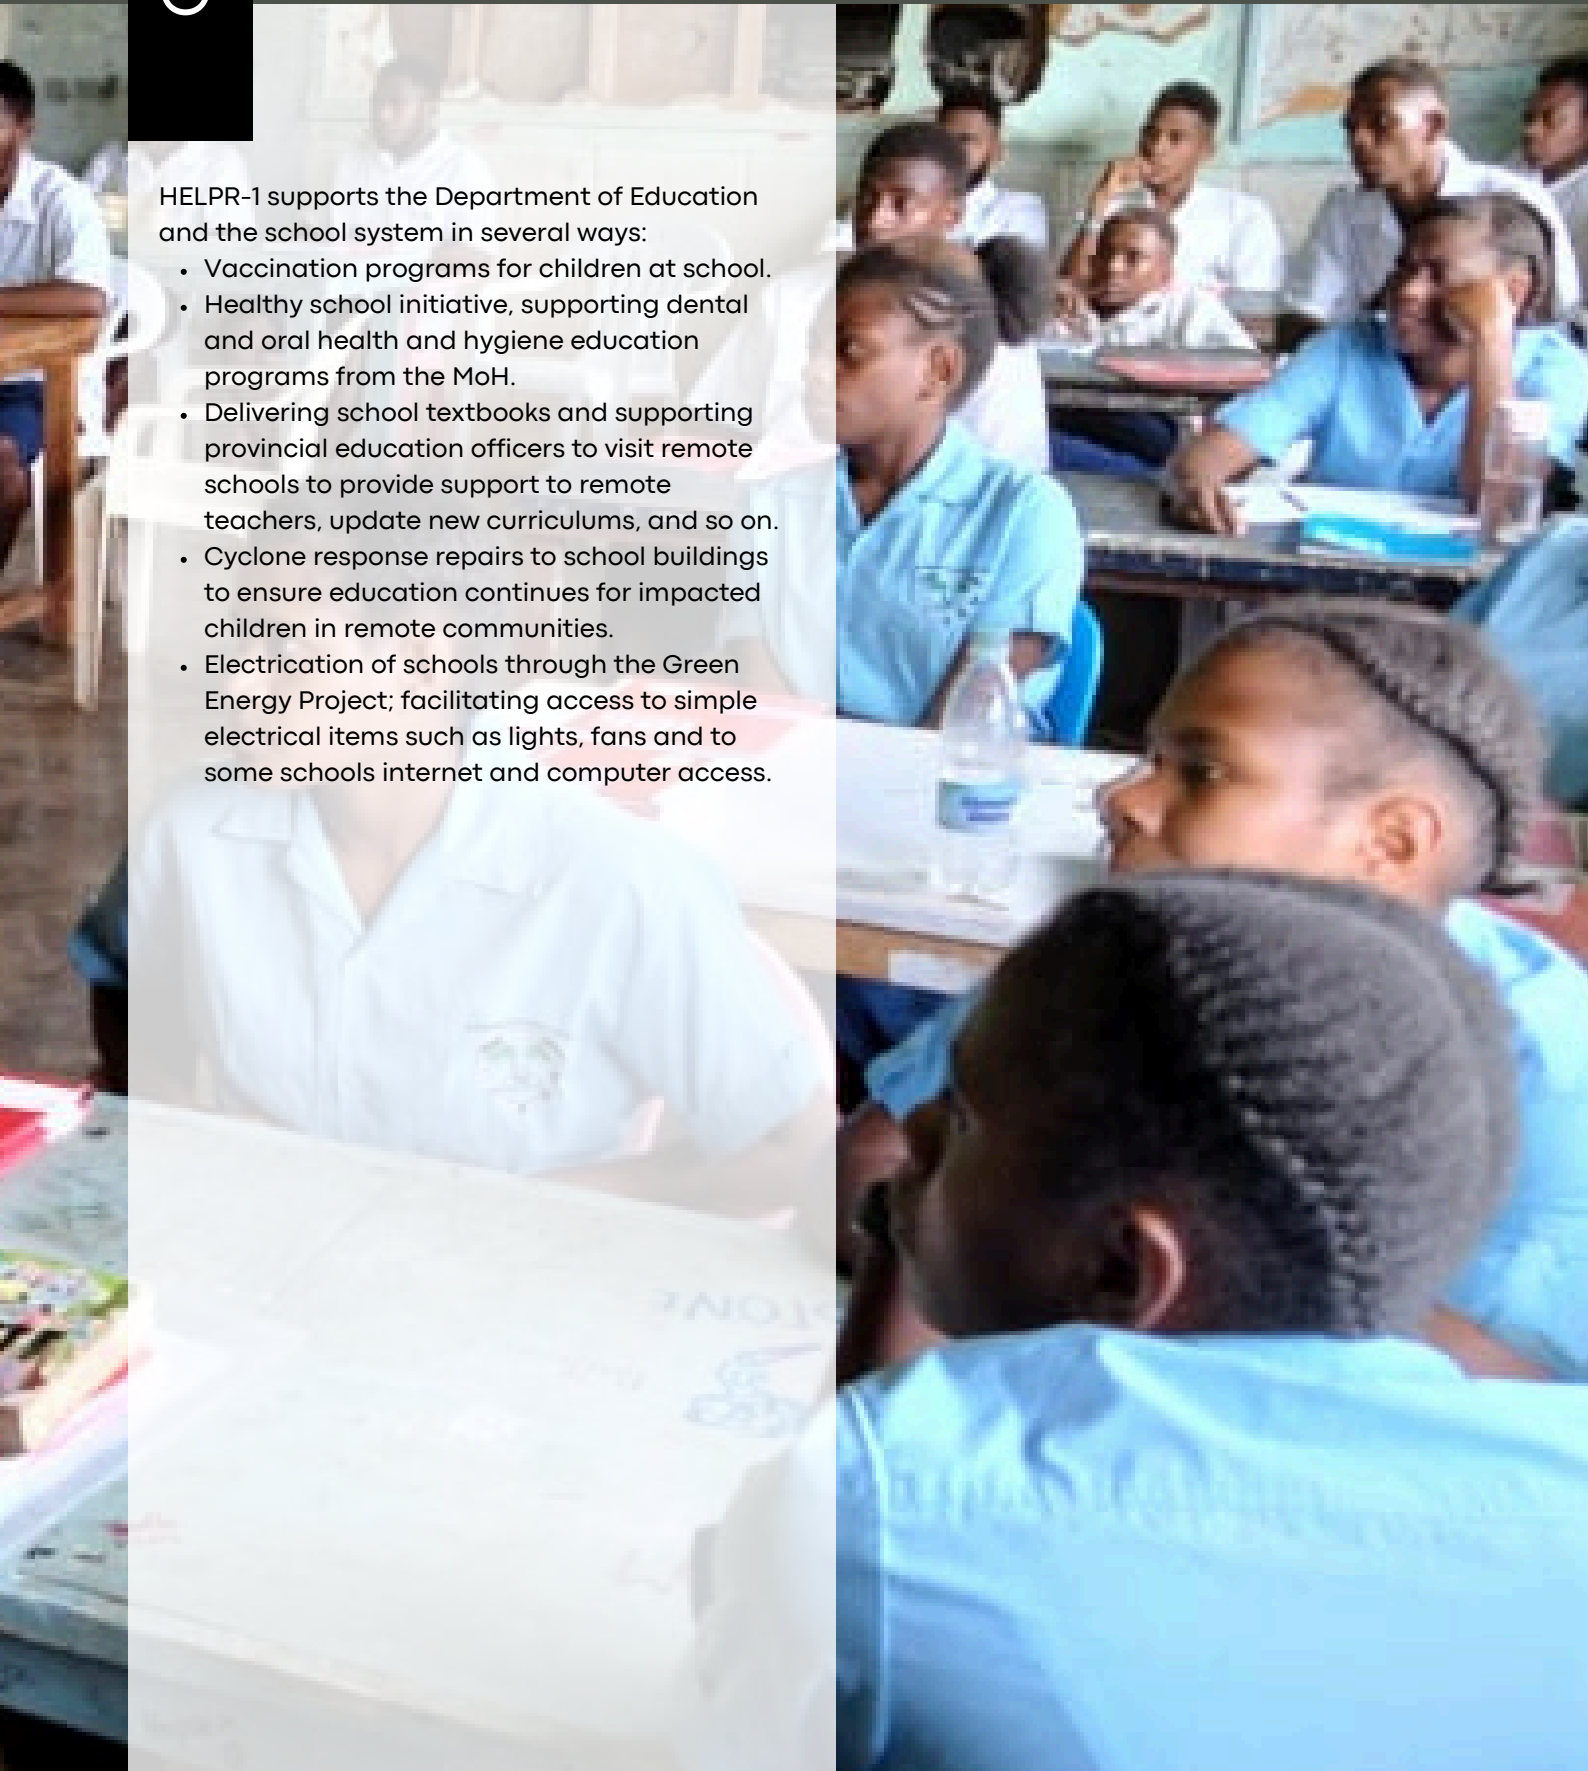 HELPR-1 supports the Department of Education
and the school system in several ways:
• Vaccination programs for children at school.
• Healthy school initiative, supporting dental
and oral health and hygiene education
programs from the MoH.
• Delivering school textbooks and supporting
provincial education officers to visit remote
schools to provide support to remote
teachers, update new curriculums, and so on.
• Cyclone response repairs to school buildings
to ensure education continues for impacted
children in remote communities.
• Electrication of schools through the Green
Energy Project; facilitating access to simple
electrical items such as lights, fans and to
some schools internet and computer access.